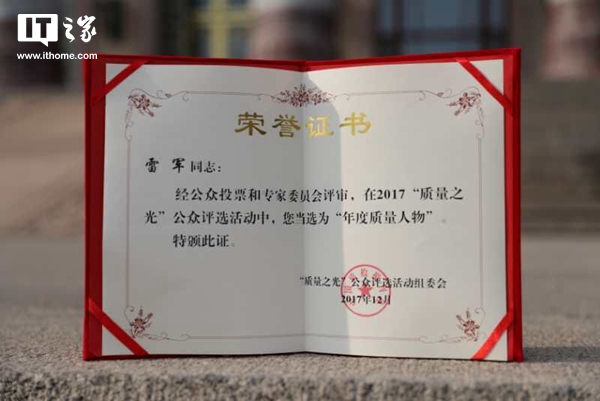 IT之家
www.ithome.com
荣誉证书
雷军同志：
经公众投票和专家委员会评审，在2017“质量之
光”公众评选活动中，您当选为“年度质量人物”。
特颁此证。
“质量之光”公众评选活动组委会
2017年12月